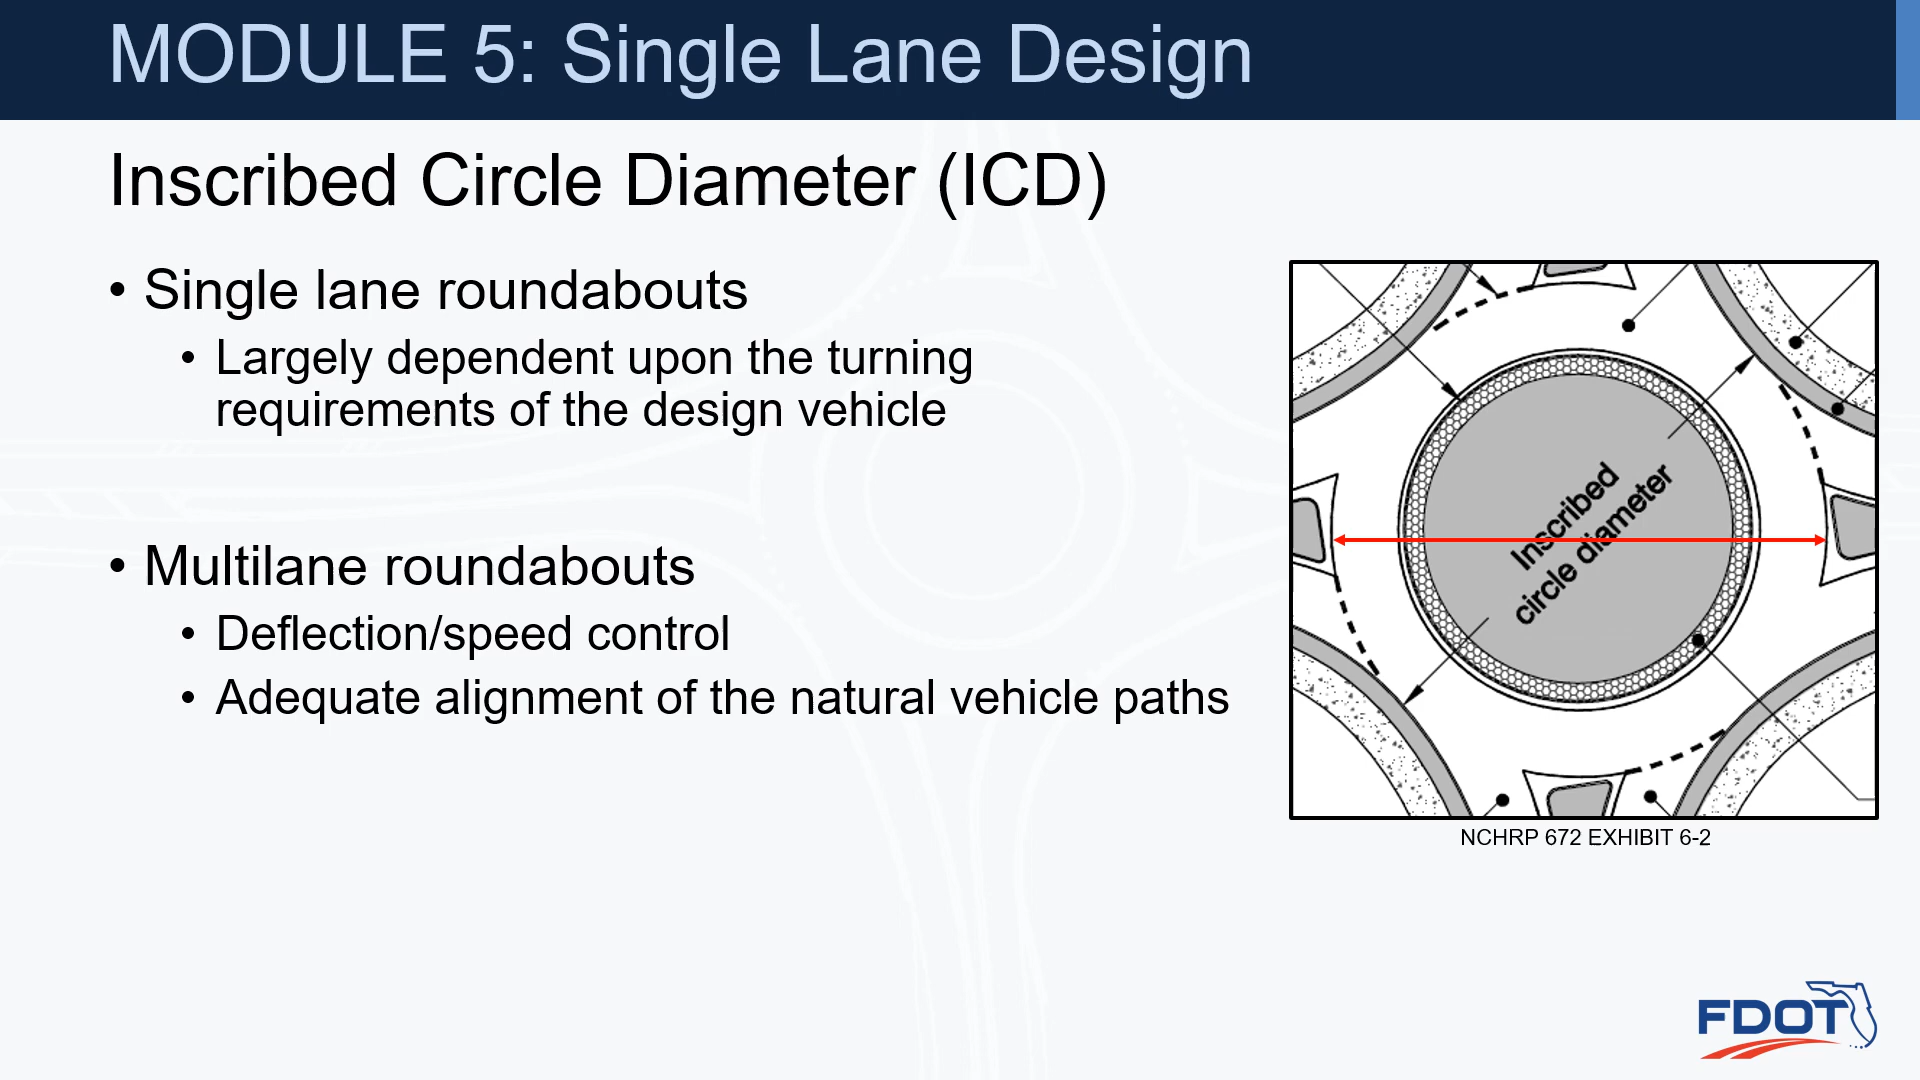 MODULE 5: Single Lane Design
Inscribed Circle Diameter (ICD)
• Single lane roundabouts
• Largely dependent upon the turning
requirements of the design vehicle
• Multilane roundabouts
• Deflection/speed control
• Adequate alignment of the natural vehicle paths
Inscribed
circle diameter
NCHRP 672 EXHIBIT 6-2
FDOT